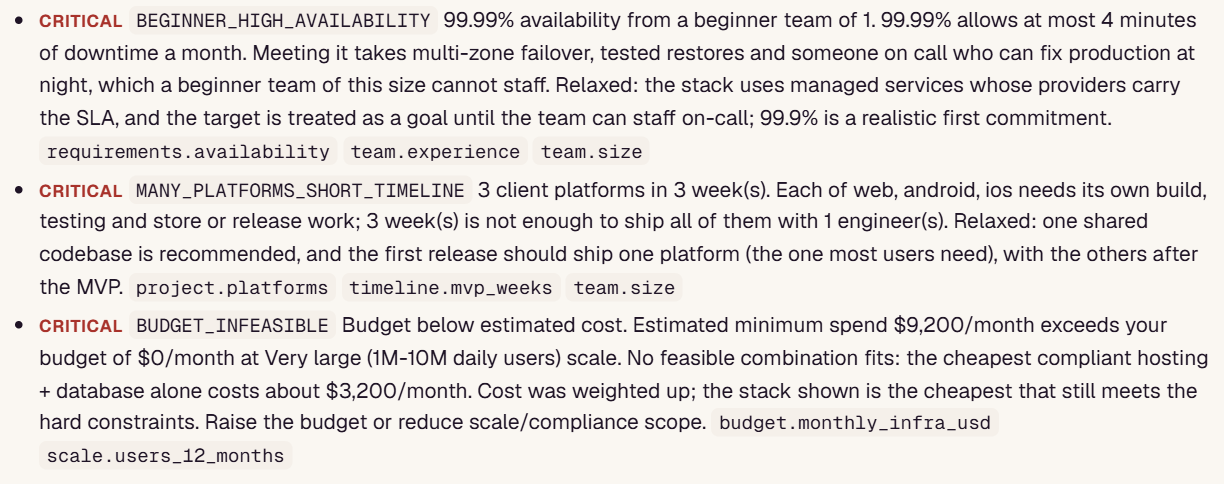 CRITICAL BEGINNER_HIGH_AVAILABILITY 99.99% availability from a beginner team of 1. 99.99% allows at most 4 minutes
of downtime a month. Meeting it takes multi-zone failover, tested restores and someone on call who can fix production at
night, which a beginner team of this size cannot staff. Relaxed: the stack uses managed services whose providers carry
the SLA, and the target is treated as a goal until the team can staff on-call; 99.9% is a realistic first commitment.
requirements.availability team.experience team.size
CRITICAL MANY_PLATFORMS_SHORT_TIMELINE 3 client platforms in 3 week(s). Each of web, android, ios needs its own build,
testing and store or release work; 3 week(s) is not enough to ship all of them with 1 engineer(s). Relaxed: one shared
codebase is recommended, and the first release should ship one platform (the one most users need), with the others after
the MVP. project.platforms timeline.mvp_weeks team.size
CRITICAL BUDGET_INFEASIBLE Budget below estimated cost. Estimated minimum spend $9,200/month exceeds your
budget of $0/month at Very large (1M-10M daily users) scale. No feasible combination fits: the cheapest compliant hosting
+ database alone costs about $3,200/month. Cost was weighted up; the stack shown is the cheapest that still meets the
hard constraints. Raise the budget or reduce scale/compliance scope. budget.monthly_infra_usd
scale.users_12_months